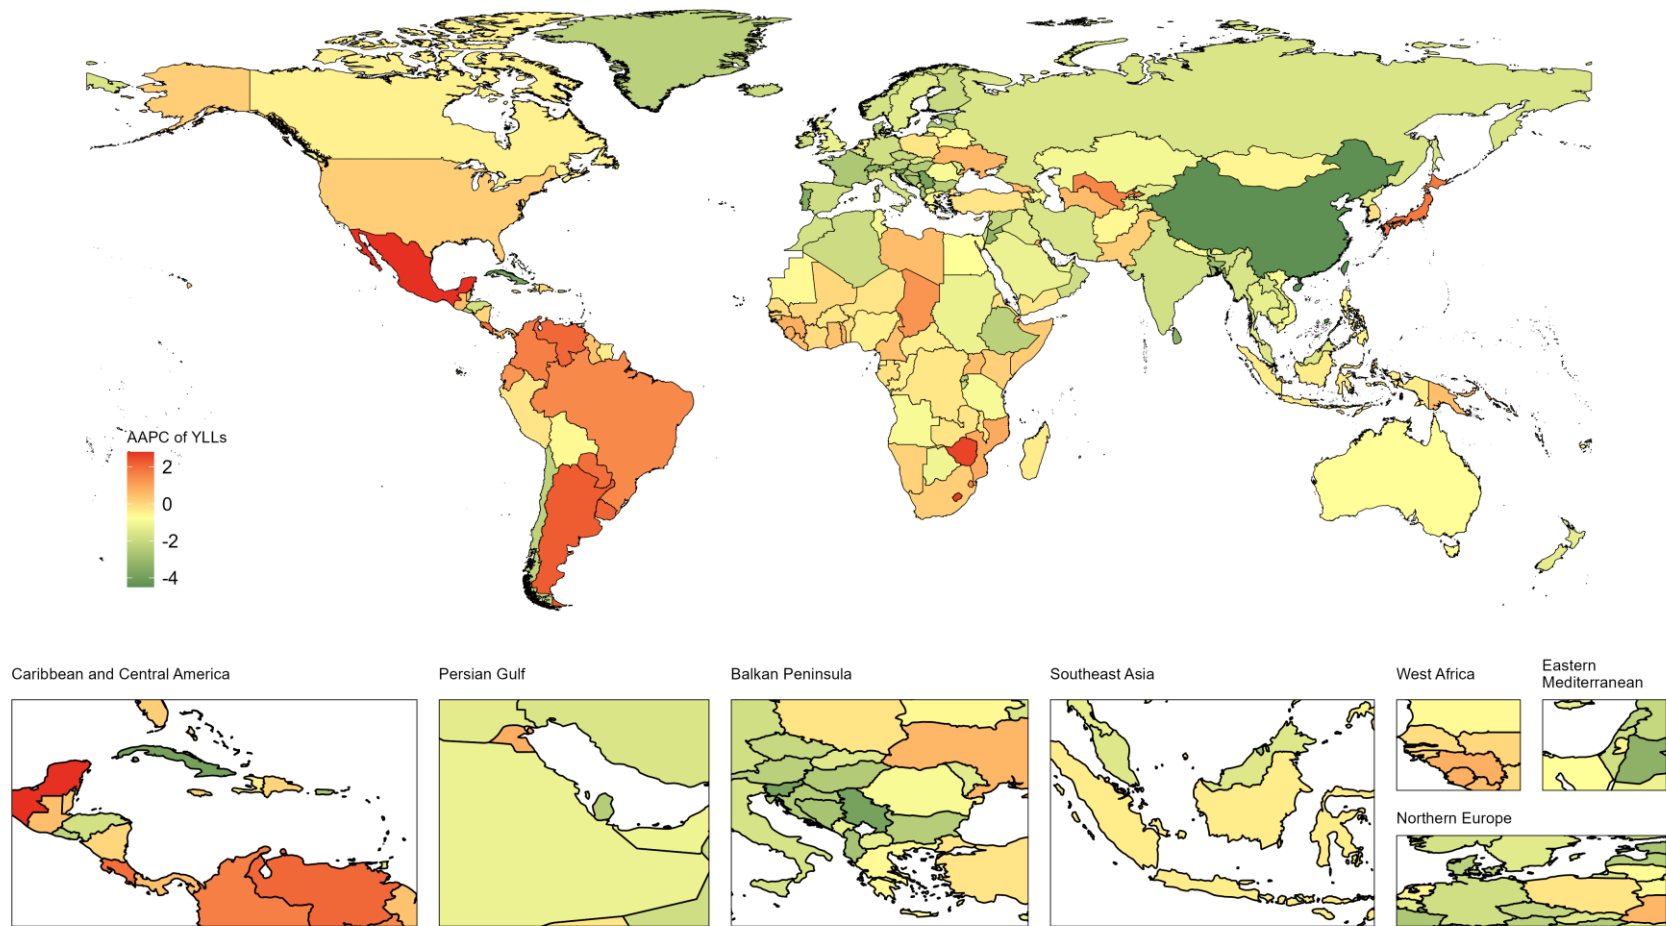 AAPC of YLLs
2
0
-2
-4
Caribbean and Central America
Persian Gulf
Balkan Peninsula
Southeast Asia
West Africa
Eastern
Mediterranean
Northern Europe